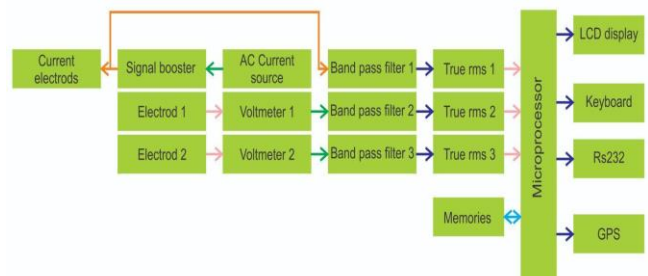 LCD display
Current
electrods
Signal booster
AC Current
source
Band pass filter 1
True rms 1
Electrod 1
Voltmeter 1
Band pass filter 2
True rms 2
Keyboard
Electrod 2
Voltmeter 2
Band pass filter 3
True rms 3
Rs232
Microprocessor
Memories
GPS